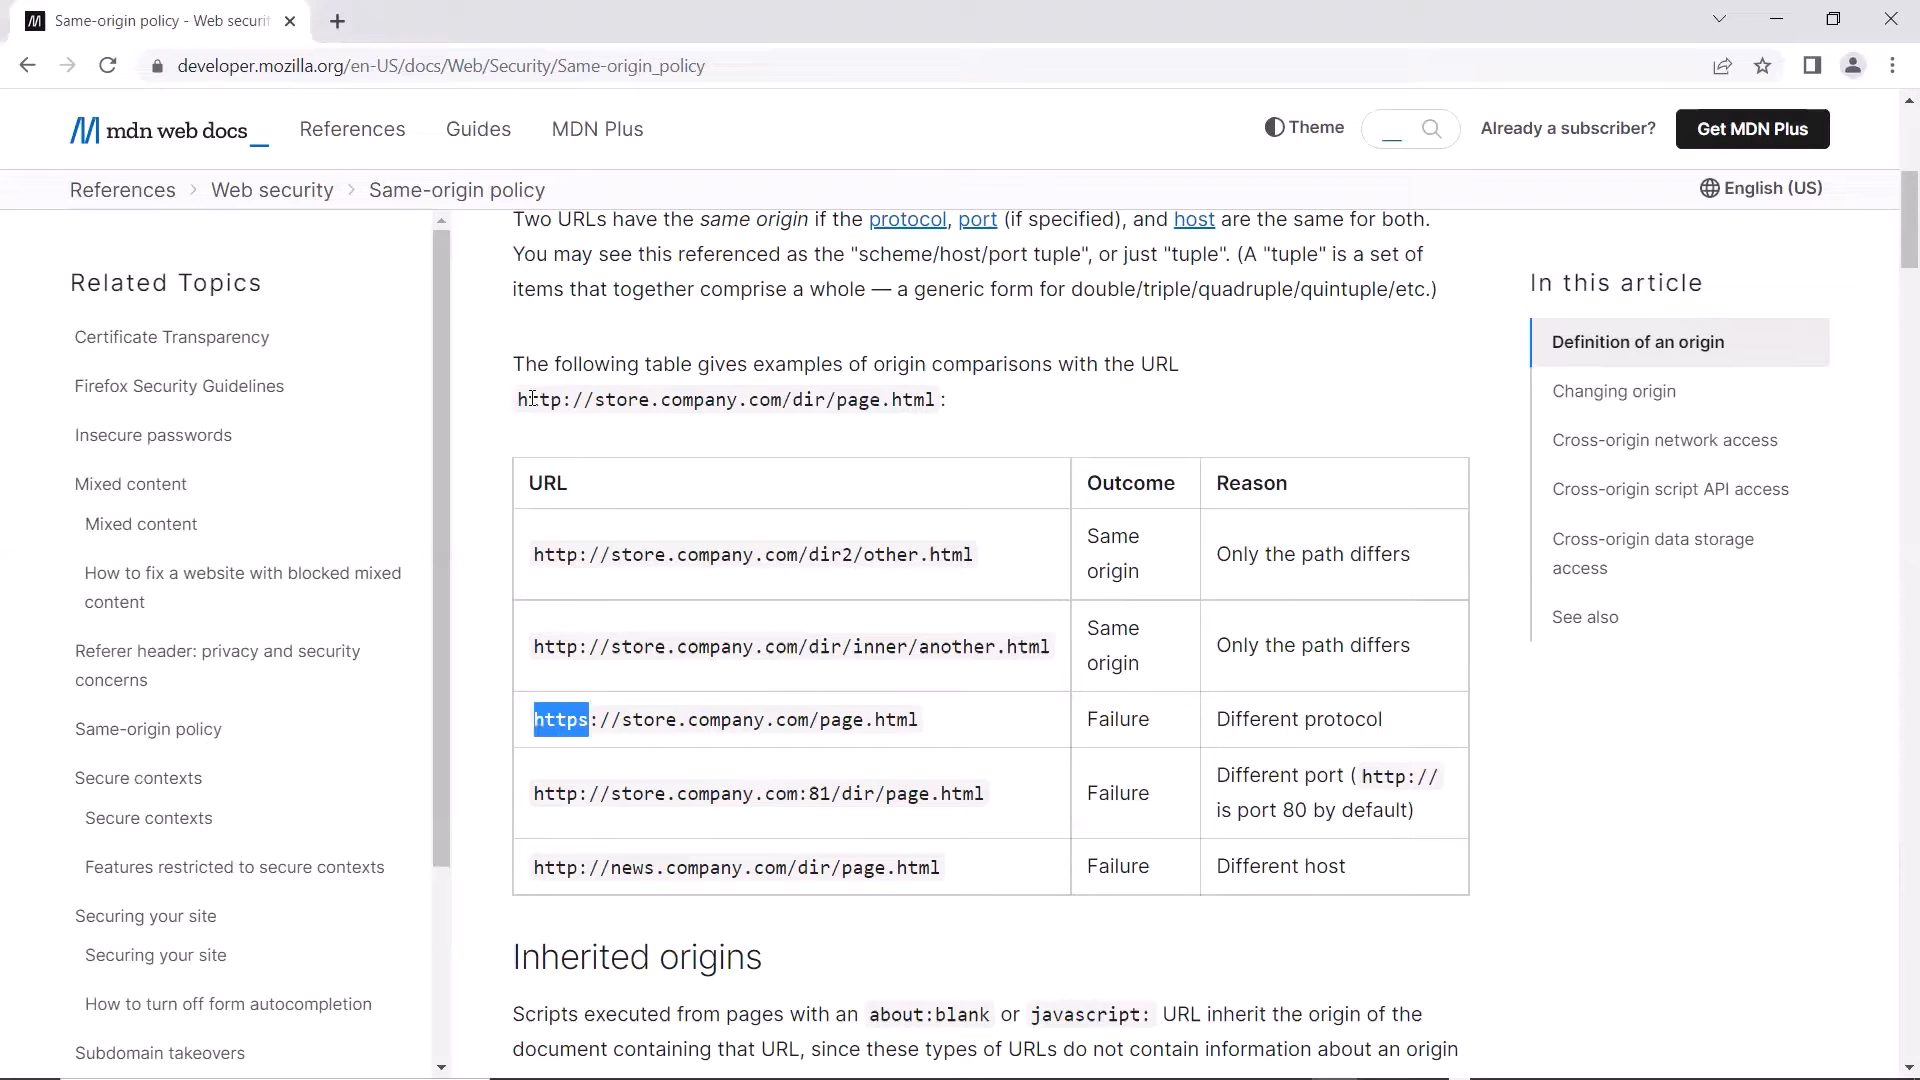 Same-origin policy - Web securit
developer.mozilla.org/en-US/docs/Web/Security/Same-origin_policy
mdn web docs_
References
Guides
MDN Plus
Theme
Already a subscriber?
Get MDN Plus
References
Web security
Same-origin policy
English (US)
Related Topics
Certificate Transparency
Firefox Security Guidelines
Insecure passwords
Mixed content
Mixed content
How to fix a website with blocked mixed
content
Referer header: privacy and security
concerns
Same-origin policy
Secure contexts
Secure contexts
Features restricted to secure contexts
Securing your site
Securing your site
How to turn off form autocompletion
Subdomain takeovers
Two URLs have the same origin if the protocol, port (if specified), and host are the same for both.
You may see this referenced as the "scheme/host/port tuple", or just "tuple". (A "tuple" is a set of
items that together comprise a whole — a generic form for double/triple/quadruple/quintuple/etc.)
The following table gives examples of origin comparisons with the URL
http://store.company.com/dir/page.html:
URL Outcome Reason
http://store.company.com/dir2/other.html
Same
origin
Only the path differs
http://store.company.com/dir/inner/another.html
Same
origin
Only the path differs
https://store.company.com/page.html Failure Different protocol
http://store.company.com:81/dir/page.html
Failure
Different port (http://
is port 80 by default)
http://news.company.com/dir/page.html Failure Different host
Inherited origins
Scripts executed from pages with an about:blank or javascript: URL inherit the origin of the
document containing that URL, since these types of URLs do not contain information about an origin
In this article
Definition of an origin
Changing origin
Cross-origin network access
Cross-origin script API access
Cross-origin data storage
access
See also